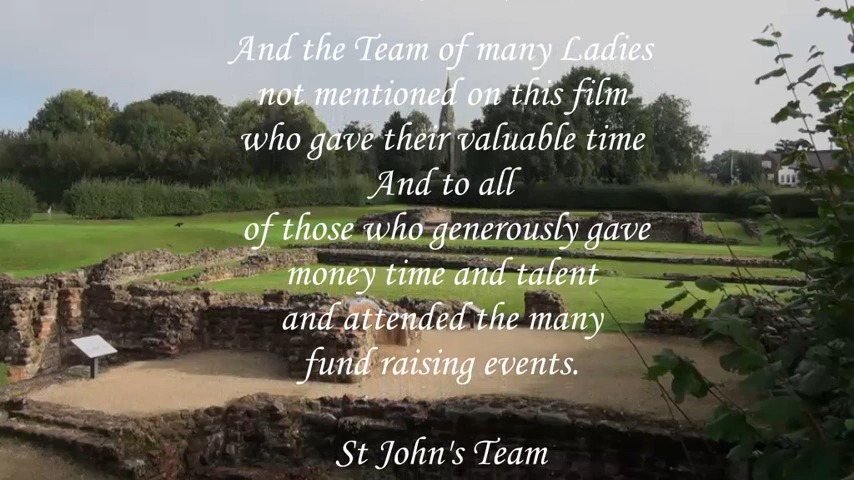 And the Team of many Ladies
not mentioned on this film
who gave their valuable time
And to all
of those who generously gave
money time and talent
and attended the many
fund raising events.
St John's Team